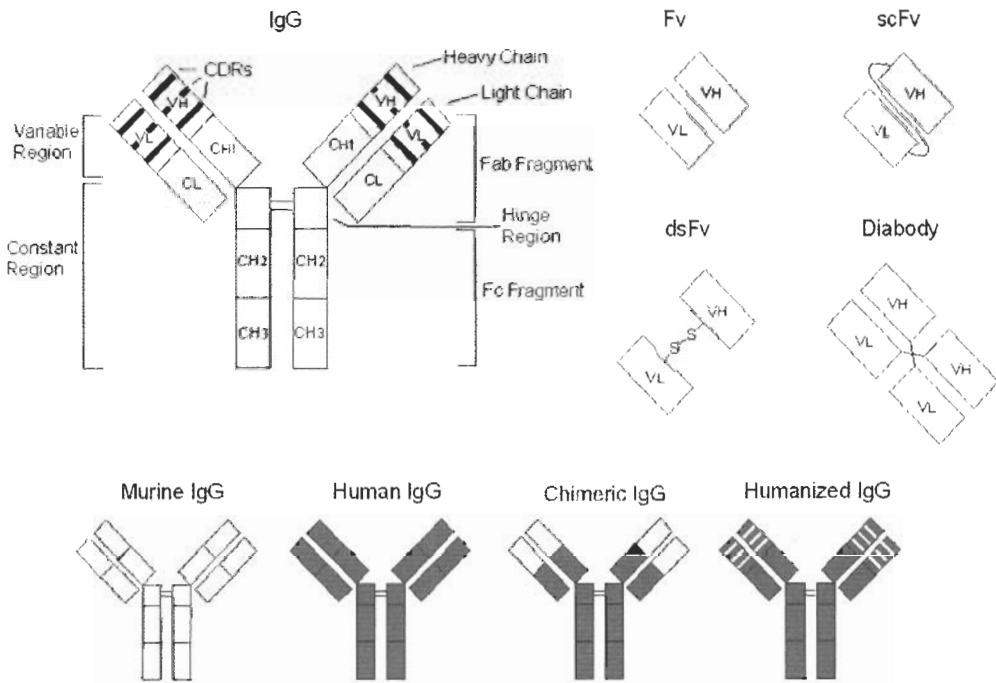 IgG
Fv
scFv
CDRs
Heavy Chain
Light Chain
VH
VH
VL
VL
CH1
CH1
CL
CL
Variable
Region
Fab Fragment
Hinge
Region
Constant
Region
CH2
CH2
Fc Fragment
CH3
CH3
VH
VL
VH
VL
dsFv
Diabody
VH
S
S
VL
VH
VL
VH
VL
Murine IgG
Human IgG
Chimeric IgG
Humanized IgG